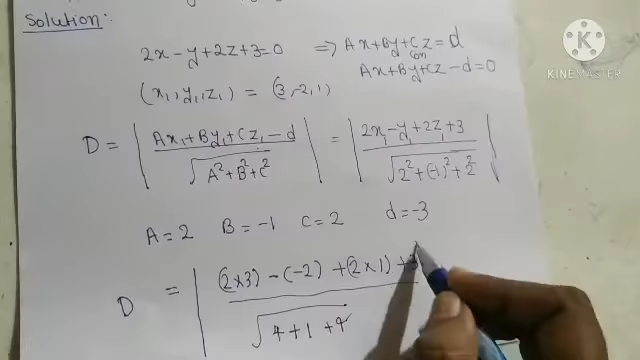 Solution:-
2x - y + 2z + 3 = 0 ⇒ Ax + By + Cz = d
(or)
Ax + By + Cz - d = 0
(x₁, y₁, z₁) = (3, -2, 1)
D = | Ax₁ + By₁ + Cz₁ - d / √(A² + B² + C²) | = | 2x₁ - y₁ + 2z₁ + 3 / √(2² + (-1)² + 2²) |
A = 2 B = -1 C = 2 d = -3
D = | (2×3) - (-2) + (2×1) + / √(4 + 1 + 4)
KINEMASTER